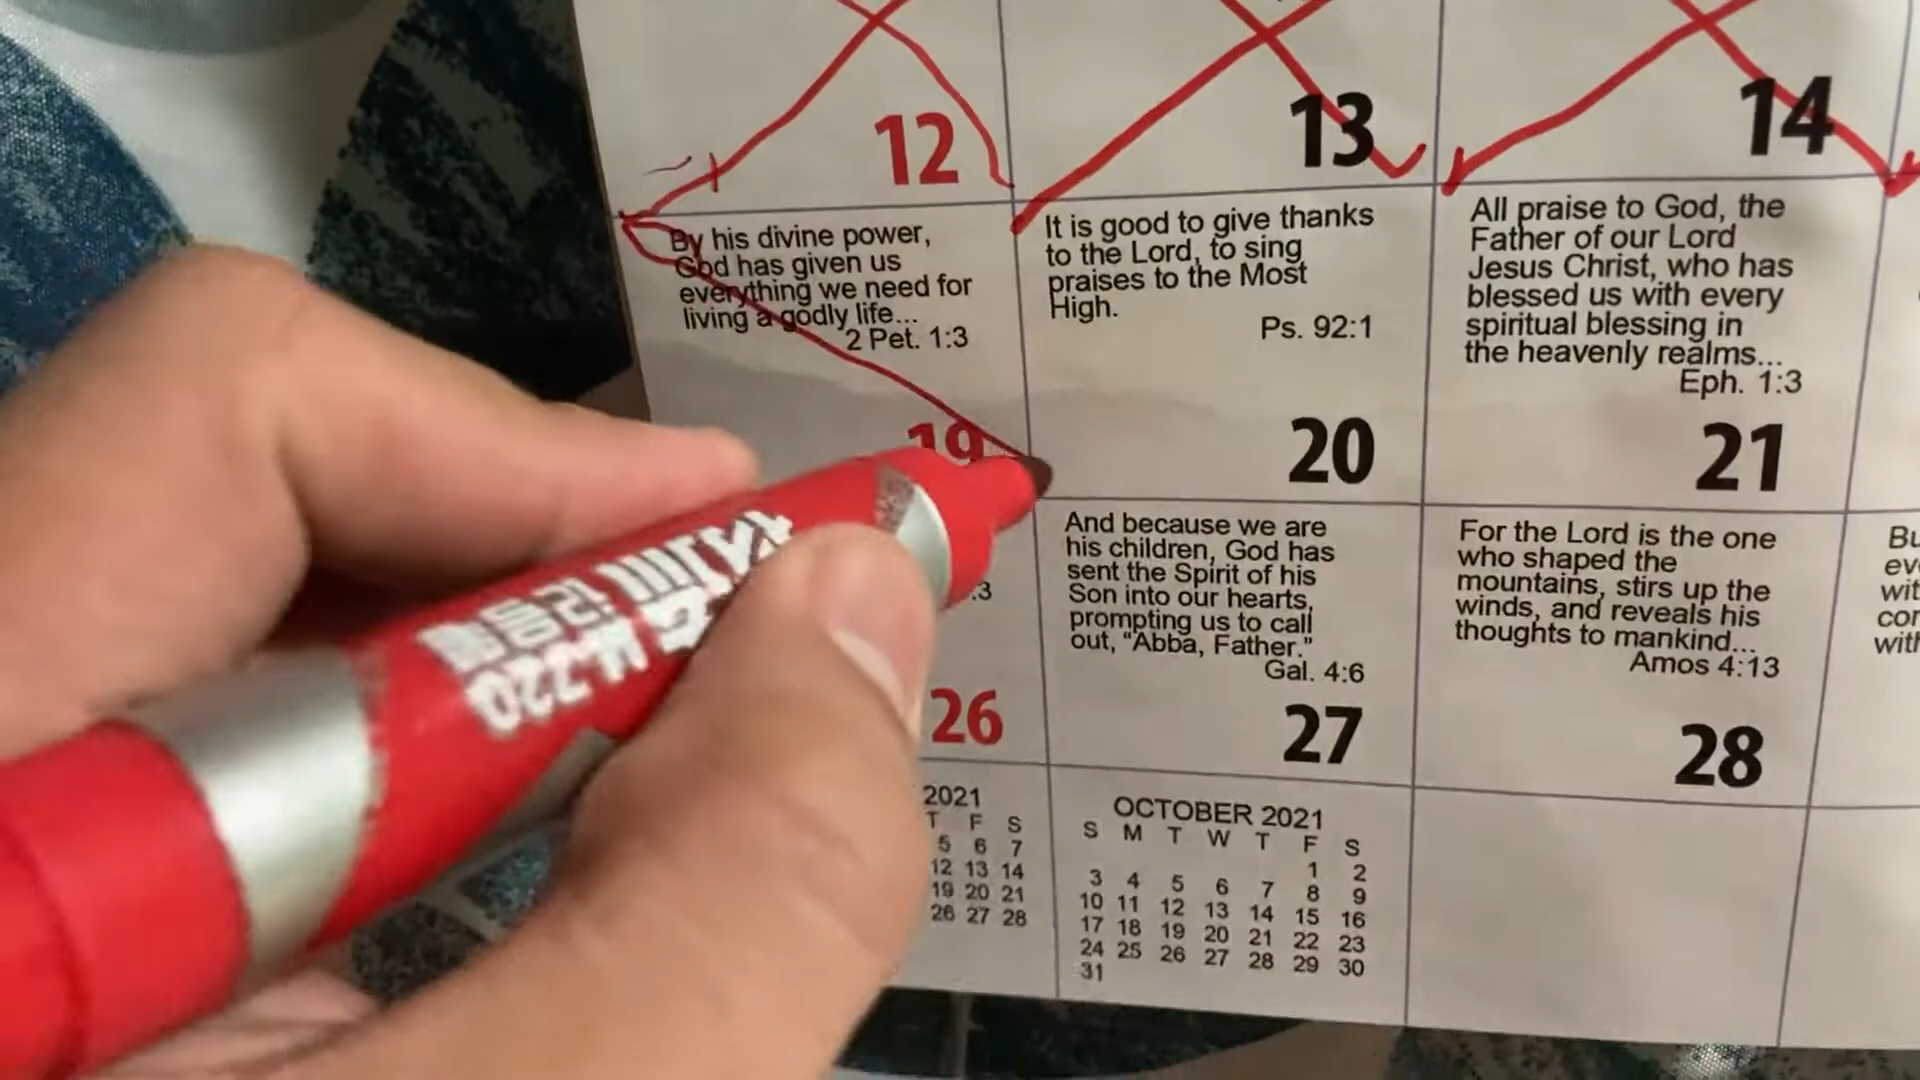 12
13
14
By his divine power,
God has given us
everything we need for
living a godly life...
2 Pet. 1:3
It is good to give thanks
to the Lord, to sing
praises to the Most
High.
Ps. 92:1
All praise to God, the
Father of our Lord
Jesus Christ, who has
blessed us with every
spiritual blessing in
the heavenly realms...
Eph. 1:3
19
20
21
And because we are
his children, God has
sent the Spirit of his
Son into our hearts,
prompting us to call
out, “Abba, Father.”
Gal. 4:6
For the Lord is the one
who shaped the
mountains, stirs up the
winds, and reveals his
thoughts to mankind...
Amos 4:13
26
27
28
2021
T F S
5 6 7
12 13 14
19 20 21
26 27 28
OCTOBER 2021
S M T W T F S
1 2
3 4 5 6 7 8 9
10 11 12 13 14 15 16
17 18 19 20 21 22 23
24 25 26 27 28 29 30
31